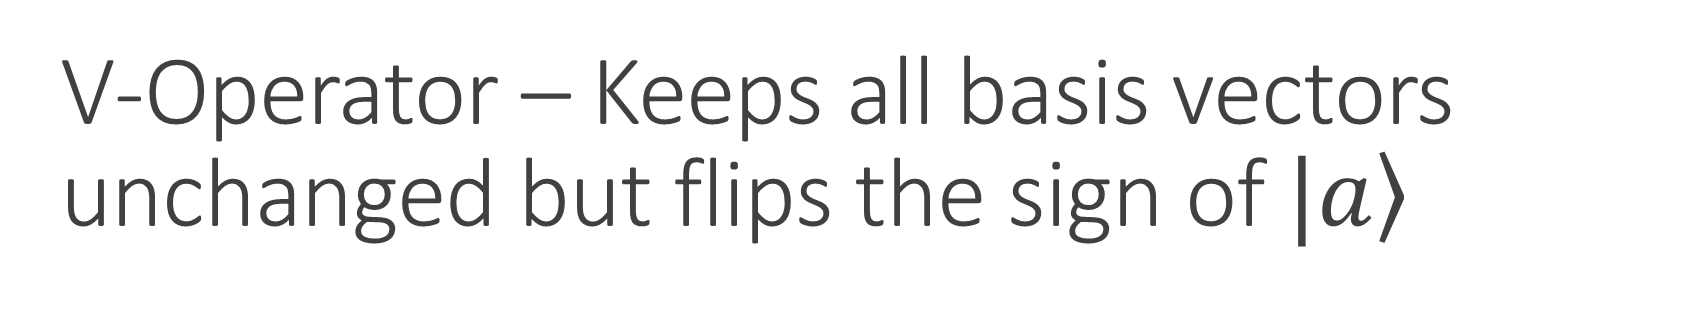 V-Operator – Keeps all basis vectors
unchanged but flips the sign of |𝑎⟩